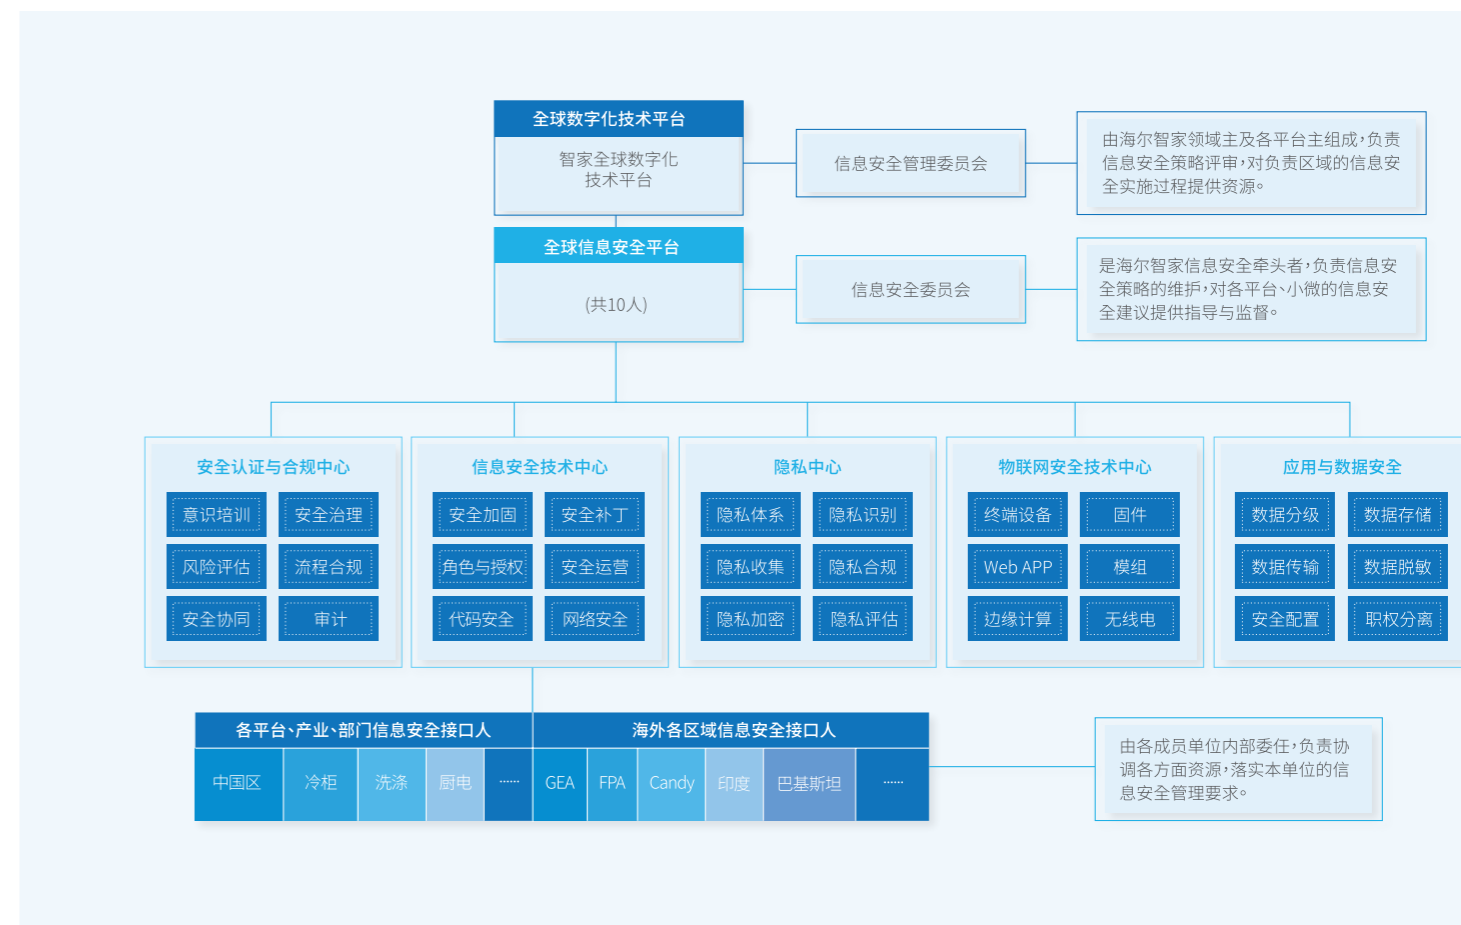 全球数字化技术平台
智家全球数字化
技术平台
信息安全管理委员会
由海尔智家领域主及各平台主组成，负责
信息安全策略评审，对负责区域的信息安
全实施过程提供资源。
全球信息安全平台
(共10人)
信息安全委员会
是海尔智家信息安全牵头者，负责信息安
全策略的维护，对各平台、小微的信息安
全建议提供指导与监督。
安全认证与合规中心
意识培训 安全治理
风险评估 流程合规
安全协同 审计
信息安全技术中心
安全加固 安全补丁
角色与授权 安全运营
代码安全 网络安全
隐私中心
隐私体系 隐私识别
隐私收集 隐私合规
隐私加密 隐私评估
物联网安全技术中心
终端设备 固件
Web APP 模组
边缘计算 无线电
应用与数据安全
数据分级 数据存储
数据传输 数据脱敏
安全配置 职权分离
各平台、产业、部门信息安全接口人
中国区 冷柜 洗涤 厨电 ······
海外各区域信息安全接口人
GEA FPA Candy 印度 巴基斯坦 ······
由各成员单位内部委任，负责协
调各方面资源，落实本单位的信
息安全管理要求。